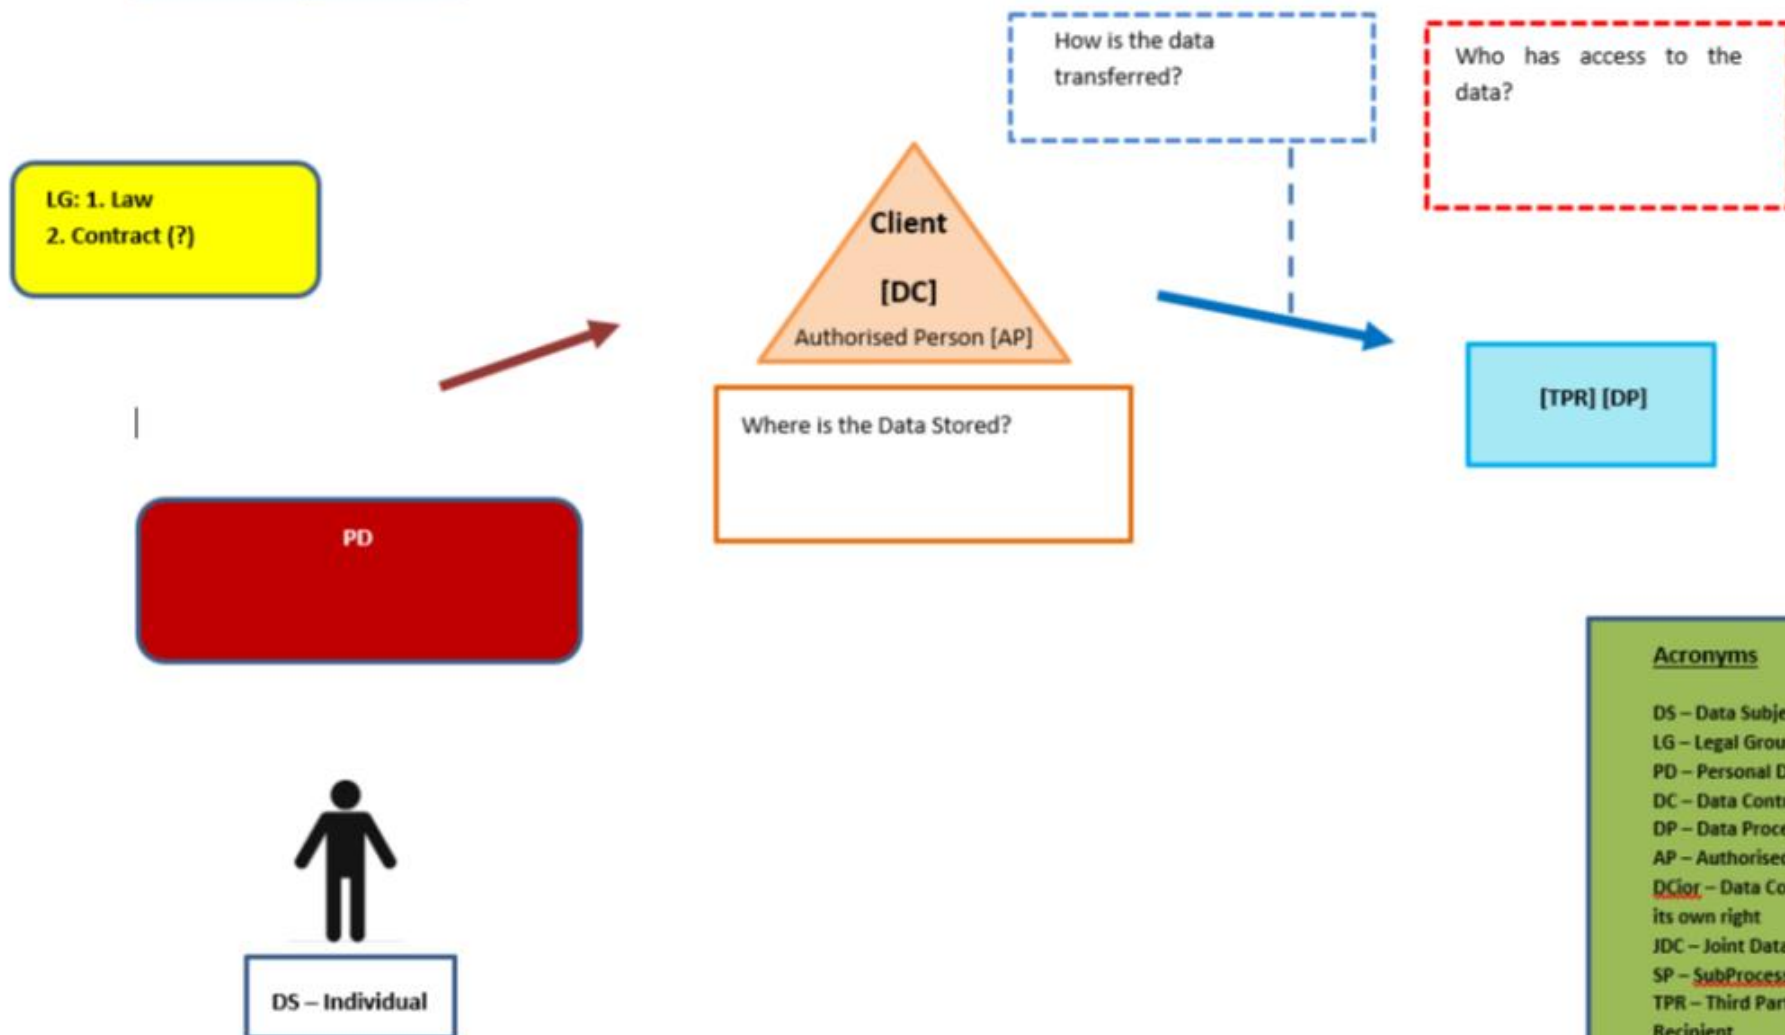 How is the data
transferred?
Who has access to the
data?
LG: 1. Law
2. Contract (?)
Client
[DC]
Authorised Person [AP]
[TPR] [DP]
Where is the Data Stored?
PD
DS – Individual
Acronyms
DS – Data Subje
LG – Legal Grou
PD – Personal D
DC – Data Contr
DP – Data Proce
AP – Authorised
DCior – Data Co
its own right
JDC – Joint Data
SP – SubProcess
TPR – Third Part
Recipient